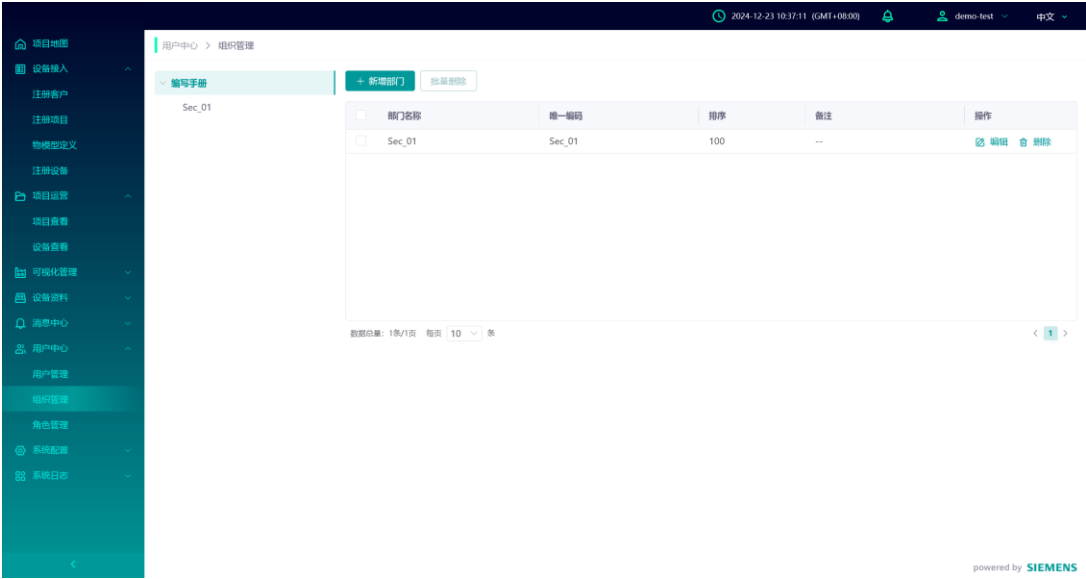 2024-12-23 10:37:11 (GMT+08:00) demo-test 中文
项目地图
设备接入
注册客户
注册项目
物模型定义
注册设备
项目运营
项目查看
设备查看
可视化管理
设备资料
消息中心
用户中心
用户管理
组织管理
角色管理
系统配置
系统日志
用户中心 > 组织管理
编写手册
Sec_01
+ 新增部门 批量删除
部门名称 唯一编码 排序 备注 操作
Sec_01 Sec_01 100 -- 编辑 删除
数据总量: 1条/1页 每页 10 条 < 1 >
powered by SIEMENS